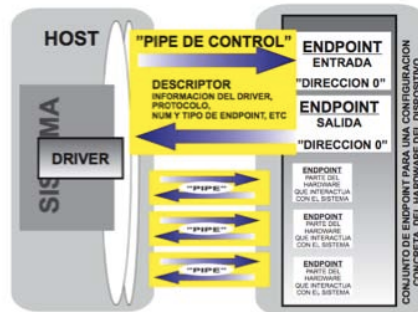 HOST
SISTEMA
DRIVER
"PIPE DE CONTROL"
DESCRIPTOR
INFORMACION DEL DRIVER,
PROTOCOLO,
NUM Y TIPO DE ENDPOINT, ETC
"PIPE"
"PIPE"
"PIPE"
ENDPOINT
ENTRADA
"DIRECCION 0"
ENDPOINT
SALIDA
"DIRECCION 0"
ENDPOINT
PARTE DEL
HARDWARE
QUE INTERACTUA
CON EL SISTEMA
ENDPOINT
PARTE DEL
HARDWARE
QUE INTERACTUA
CON EL SISTEMA
ENDPOINT
PARTE DEL
HARDWARE
QUE INTERACTUA
CON EL SISTEMA
CONJUNTO DE ENDPOINT PARA UNA CONFIGURACION
CONCRETA DEL HARDWARE DEL DISPOSITIVO